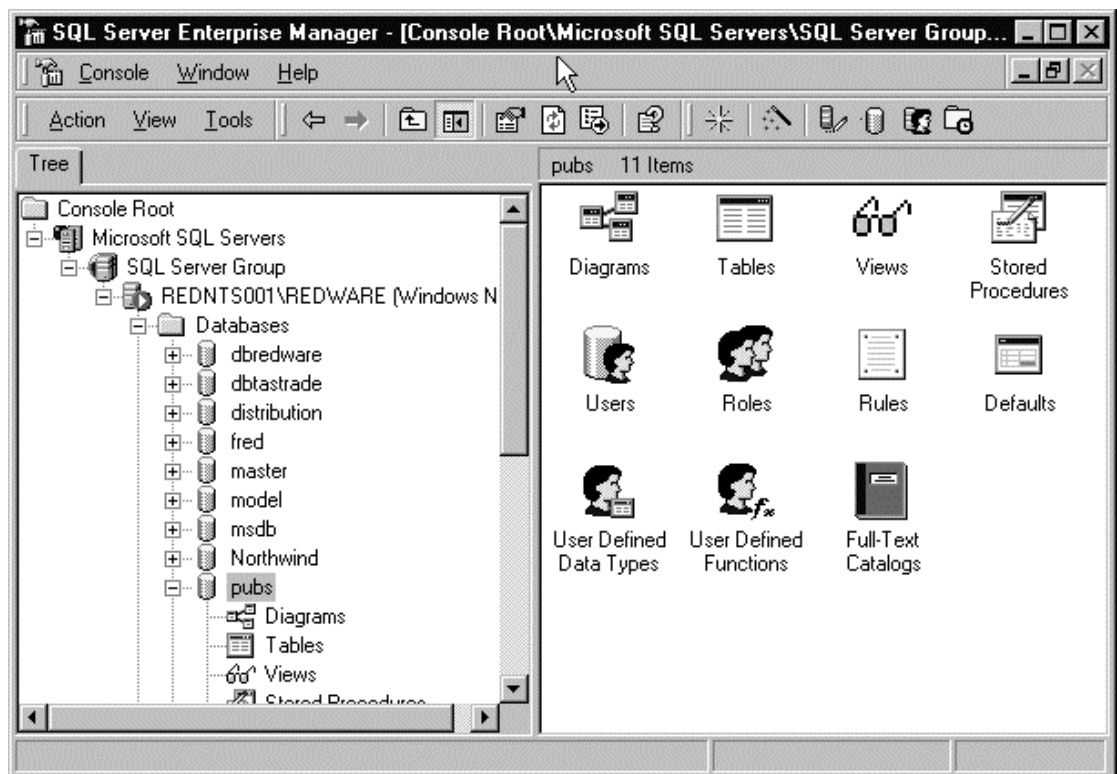 SQL Server Enterprise Manager - [Console Root\Microsoft SQL Servers\SQL Server Group...
Console Window Help
Action View Tools
Tree
pubs 11 Items
Console Root
Microsoft SQL Servers
SQL Server Group
REDNTS001\REDWARE (Windows N
Databases
dbredware
dbtastrade
distribution
fred
master
model
msdb
Northwind
pubs
Diagrams
Tables
Views
Stored Procedures
Diagrams
Tables
Views
Stored
Procedures
Users
Roles
Rules
Defaults
User Defined
Data Types
User Defined
Functions
Full-Text
Catalogs